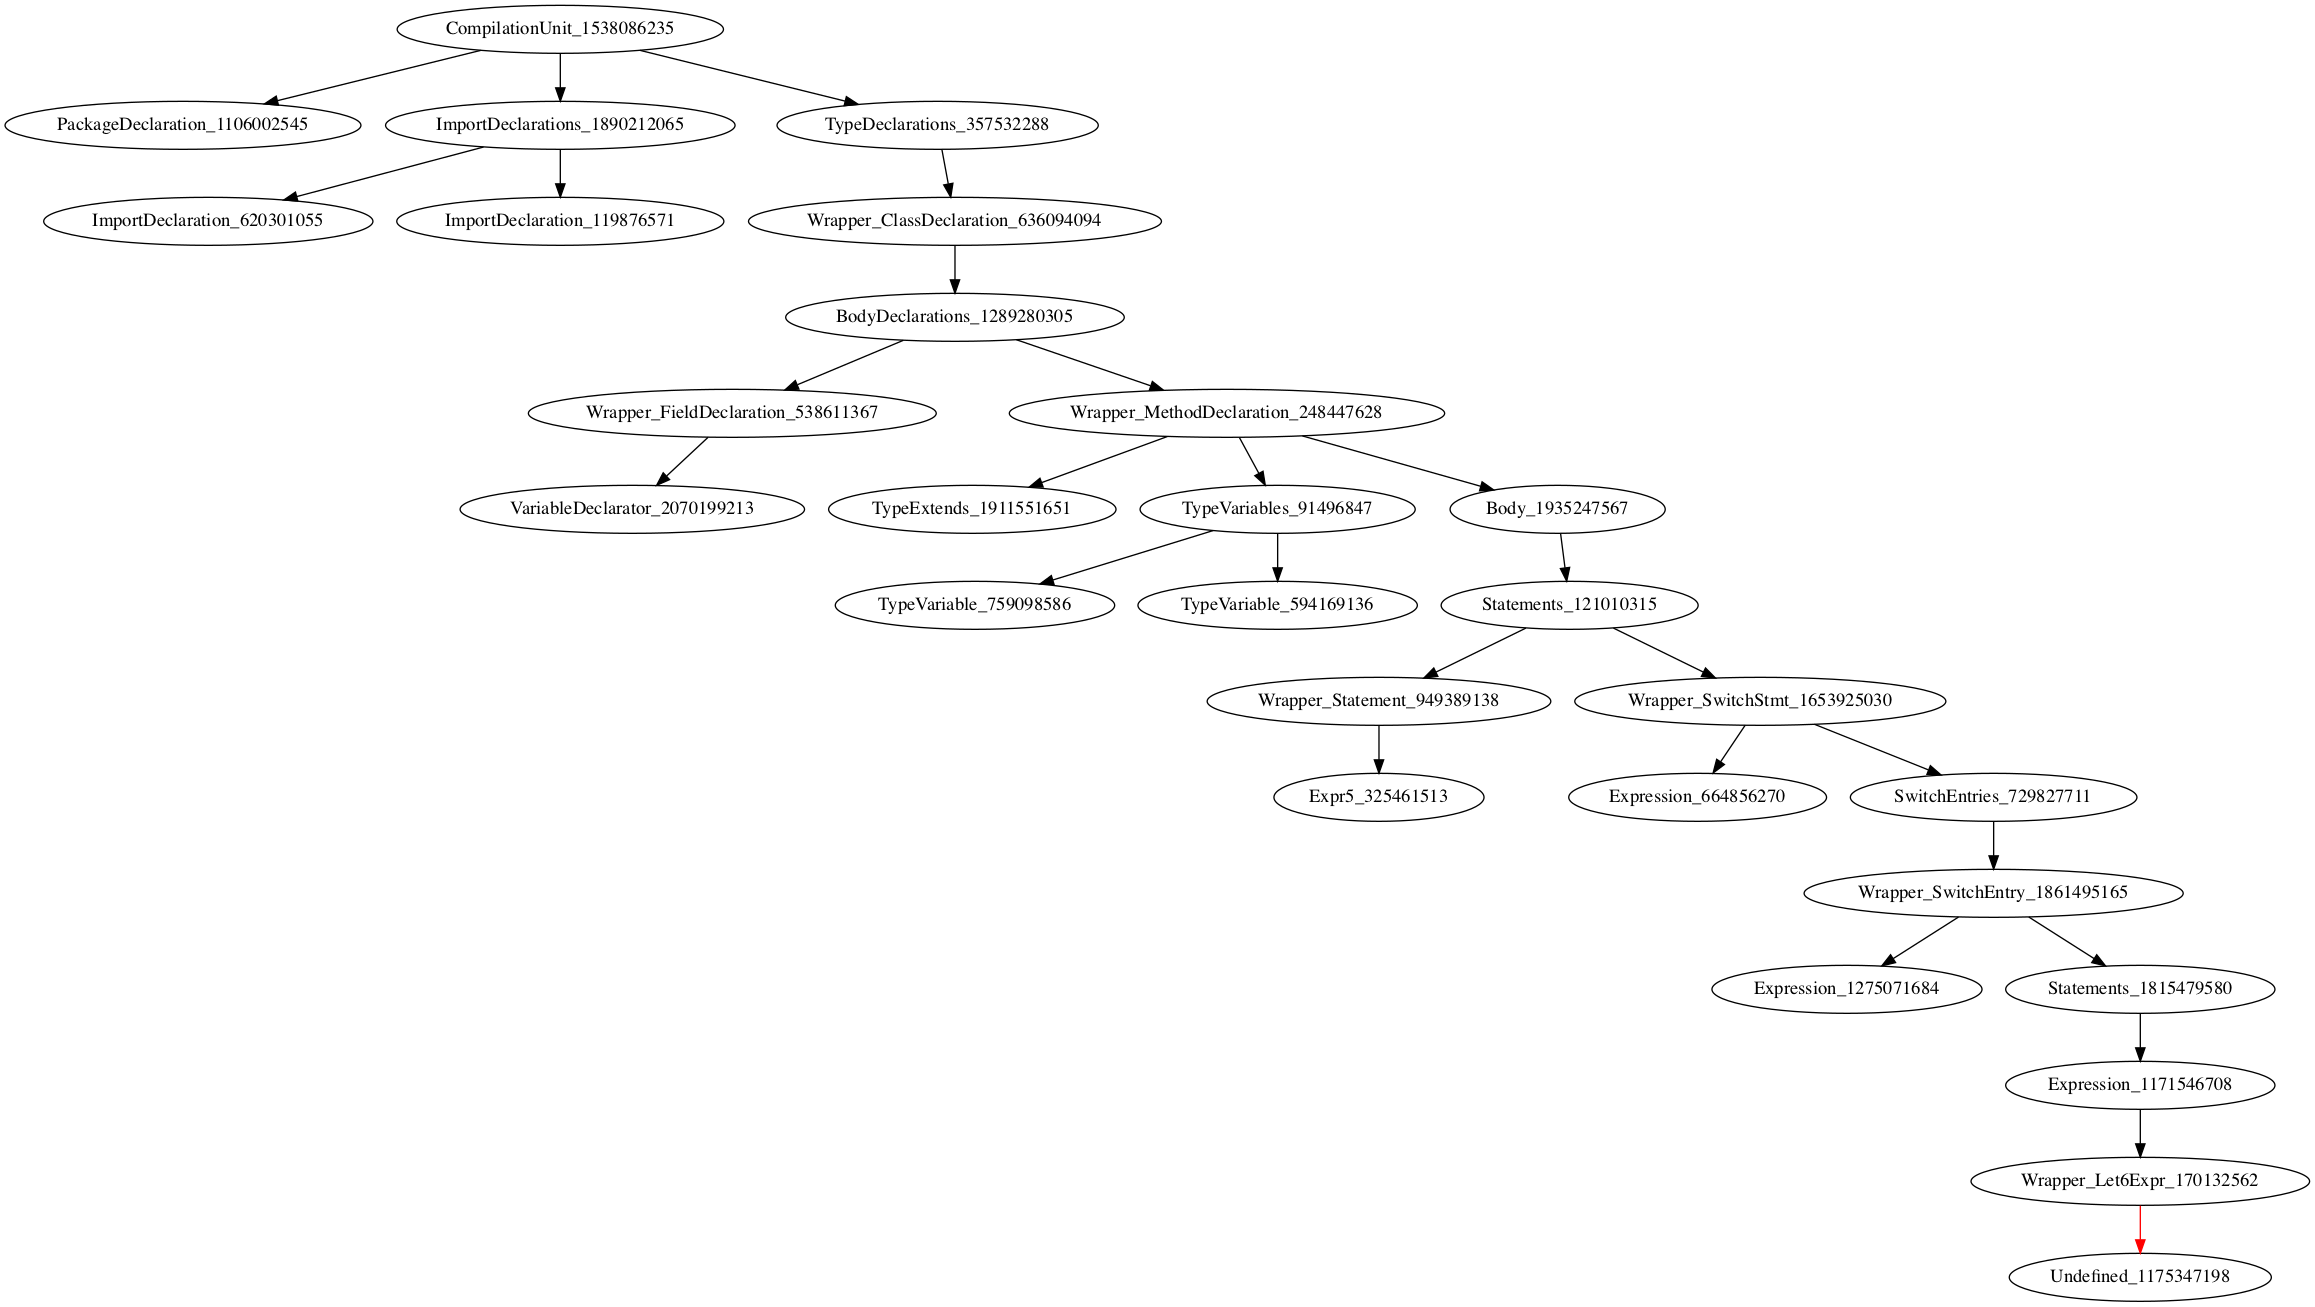 CompilationUnit_1538086235
PackageDeclaration_1106002545
ImportDeclarations_1890212065
TypeDeclarations_357532288
ImportDeclaration_620301055
ImportDeclaration_119876571
Wrapper_ClassDeclaration_636094094
BodyDeclarations_1289280305
Wrapper_FieldDeclaration_538611367
Wrapper_MethodDeclaration_248447628
VariableDeclarator_2070199213
TypeExtends_1911551651
TypeVariables_91496847
Body_1935247567
TypeVariable_759098586
TypeVariable_594169136
Statements_121010315
Wrapper_Statement_949389138
Wrapper_SwitchStmt_1653925030
Expr5_325461513
Expression_664856270
SwitchEntries_729827711
Wrapper_SwitchEntry_1861495165
Expression_1275071684
Statements_1815479580
Expression_1171546708
Wrapper_Let6Expr_170132562
Undefined_1175347198